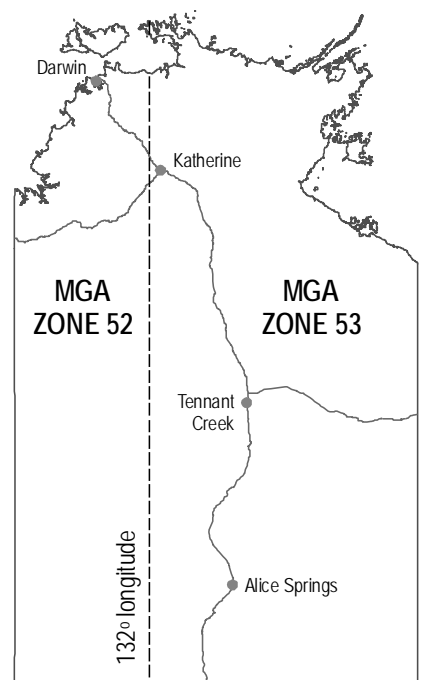 Darwin
Katherine
MGA
ZONE 52
MGA
ZONE 53
Tennant
Creek
132° longitude
Alice Springs